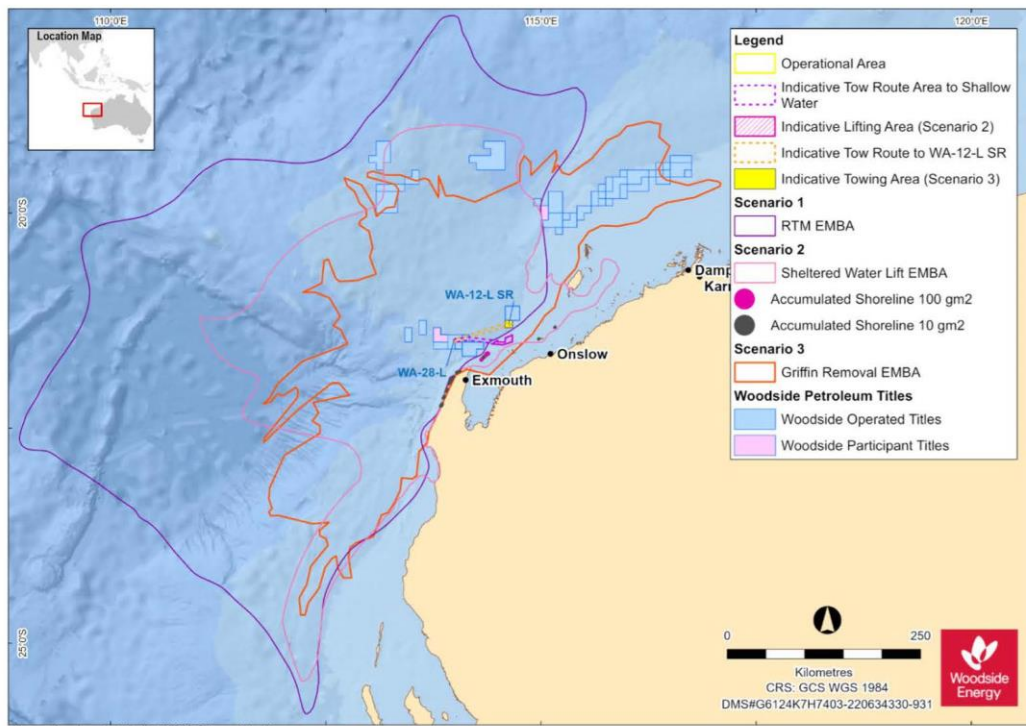 110°0'E
115°0'E
120°0'E
Location Map
20°0'S
25°0'S
WA-12-L SR
WA-28-L
Exmouth
Onslow
Damp
Karr
Legend
Operational Area
Indicative Tow Route Area to Shallow
Water
Indicative Lifting Area (Scenario 2)
Indicative Tow Route to WA-12-L SR
Indicative Towing Area (Scenario 3)
Scenario 1
RTM EMBA
Scenario 2
Sheltered Water Lift EMBA
Accumulated Shoreline 100 gm2
Accumulated Shoreline 10 gm2
Scenario 3
Griffin Removal EMBA
Woodside Petroleum Titles
Woodside Operated Titles
Woodside Participant Titles
0 250
Kilometres
CRS: GCS WGS 1984
DMS#G6124K7H7403-220634330-931
Woodside
Energy